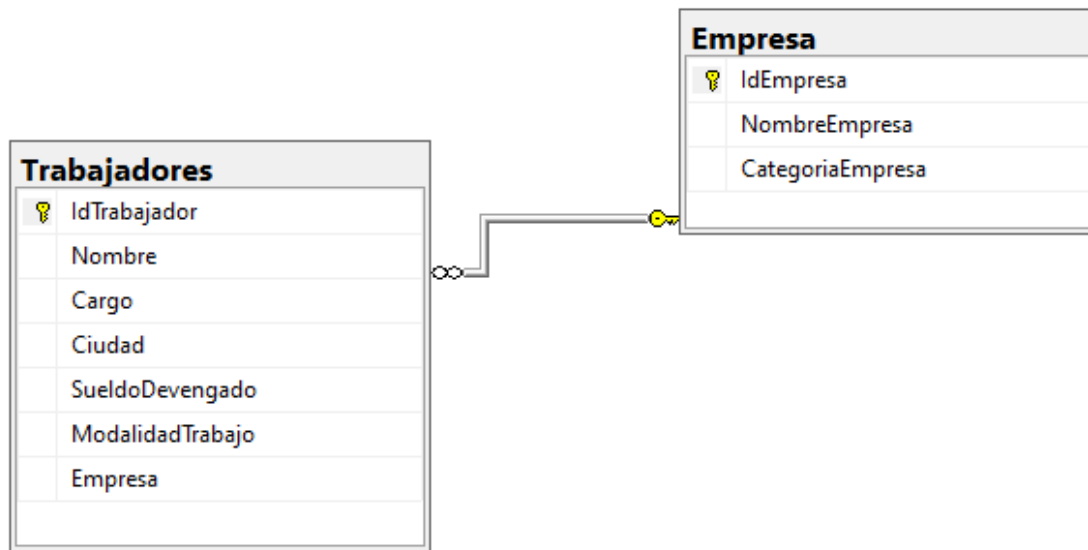 Empresa
IdEmpresa
NombreEmpresa
CategoriaEmpresa
Trabajadores
IdTrabajador
Nombre
Cargo
Ciudad
SueldoDevengado
ModalidadTrabajo
Empresa